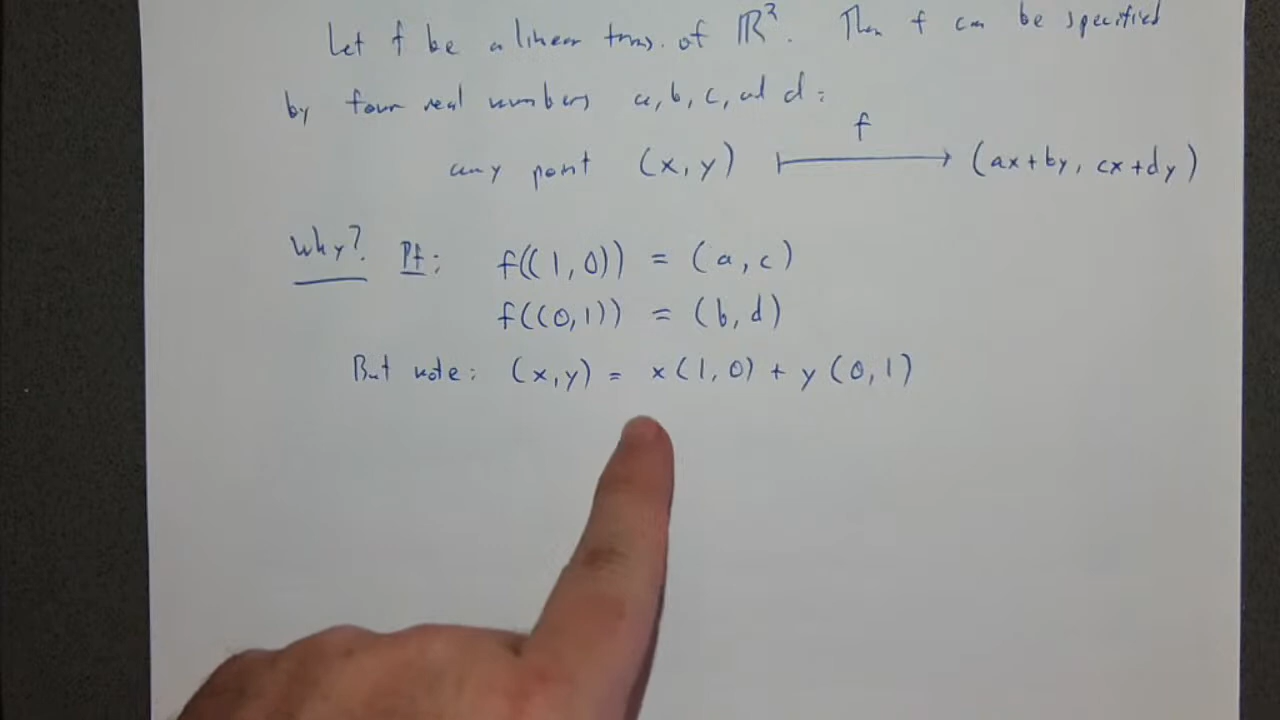 Let f be a linear trans. of ℝ². Then f can be specified
by four real numbers a, b, c, and d:
f
any point (x,y) ⟼ (ax+by, cx+dy)
Why? Pf: f((1,0)) = (a,c)
f((0,1)) = (b,d)
But note: (x,y) = x(1,0) + y(0,1)